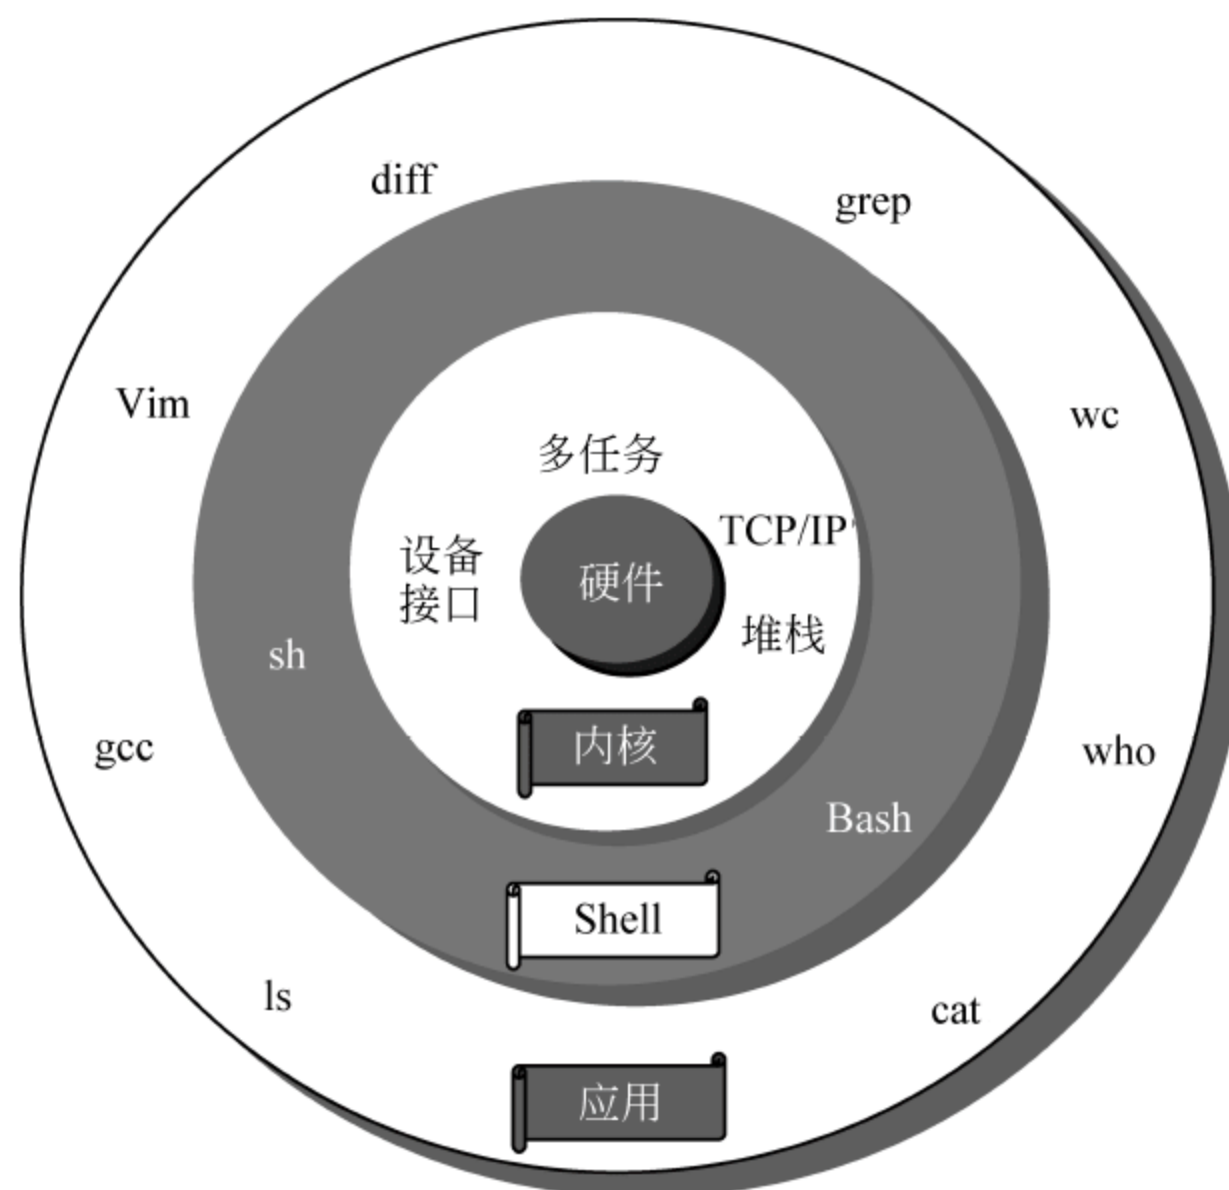 diff
grep
Vim
wc
多任务
TCP/IP
设备
接口
硬件
堆栈
sh
内核
gcc
who
Bash
Shell
ls
cat
应用